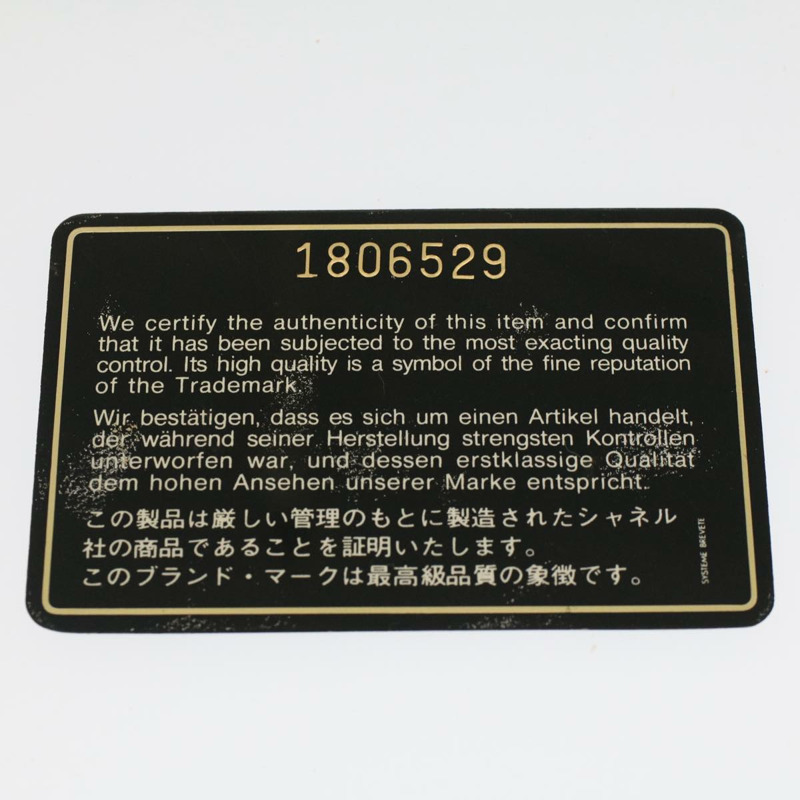 1806529
We certify the authenticity of this item and confirm
that it has been subjected to the most exacting quality
control. Its high quality is a symbol of the fine reputation
of the Trademark
Wir bestätigen, dass es sich um einen Artikel handelt,
der während seiner Herstellung strengsten Kontrollen
unterworfen war, und dessen erstklassige Qualität
dem hohen Ansehen unserer Marke entspricht.
この製品は厳しい管理のもとに製造されたシャネル
社の商品であることを証明いたします。
このブランド・マークは最高級品質の象徴です。
SYSTEME BREVETE